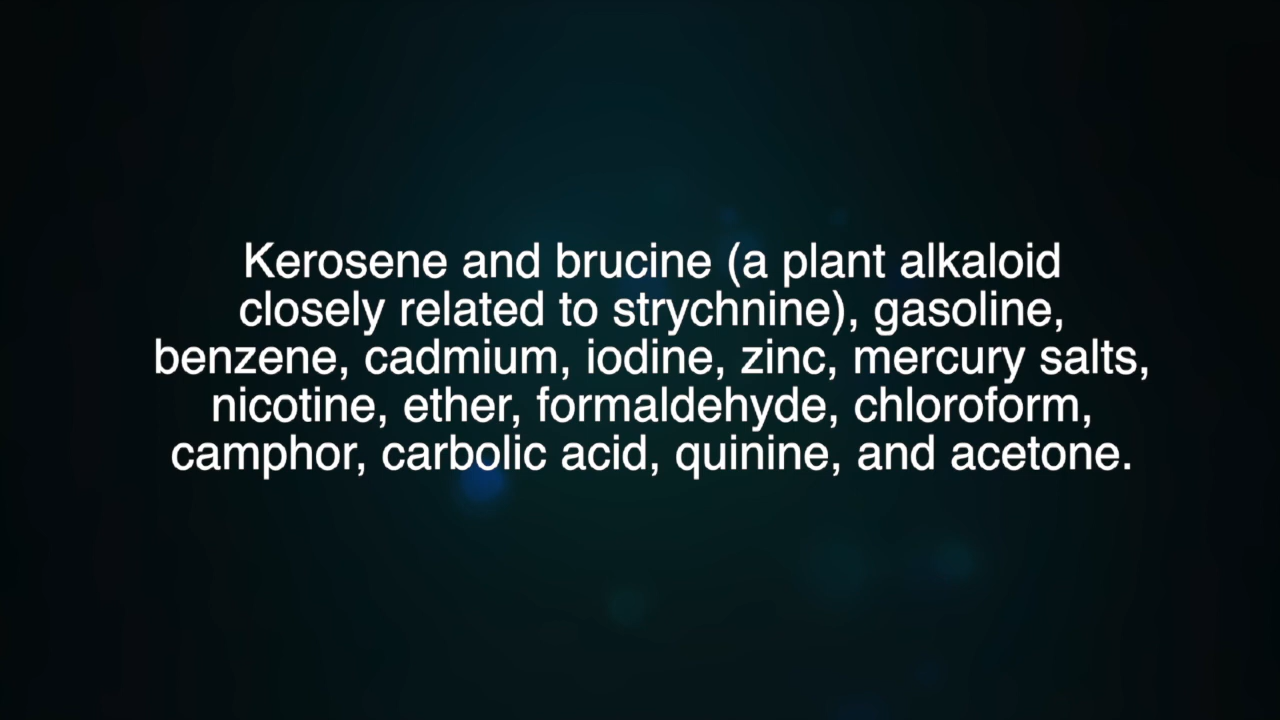 Kerosene and brucine (a plant alkaloid
closely related to strychnine), gasoline,
benzene, cadmium, iodine, zinc, mercury salts,
nicotine, ether, formaldehyde, chloroform,
camphor, carbolic acid, quinine, and acetone.